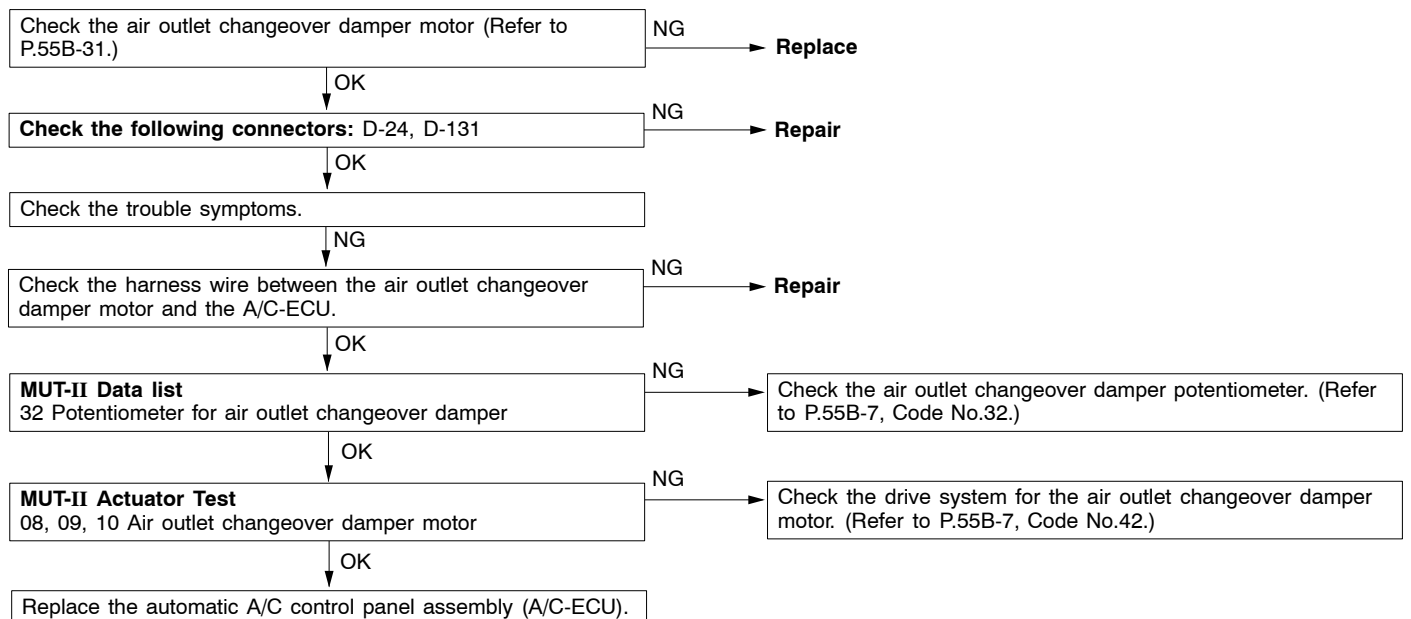 Check the air outlet changeover damper motor (Refer to
P.55B-31.)
NG
Replace
OK
Check the following connectors: D-24, D-131
NG
Repair
OK
Check the trouble symptoms.
NG
Check the harness wire between the air outlet changeover
damper motor and the A/C-ECU.
NG
Repair
OK
MUT-II Data list
32 Potentiometer for air outlet changeover damper
NG
Check the air outlet changeover damper potentiometer. (Refer
to P.55B-7, Code No.32.)
OK
MUT-II Actuator Test
08, 09, 10 Air outlet changeover damper motor
NG
Check the drive system for the air outlet changeover damper
motor. (Refer to P.55B-7, Code No.42.)
OK
Replace the automatic A/C control panel assembly (A/C-ECU).